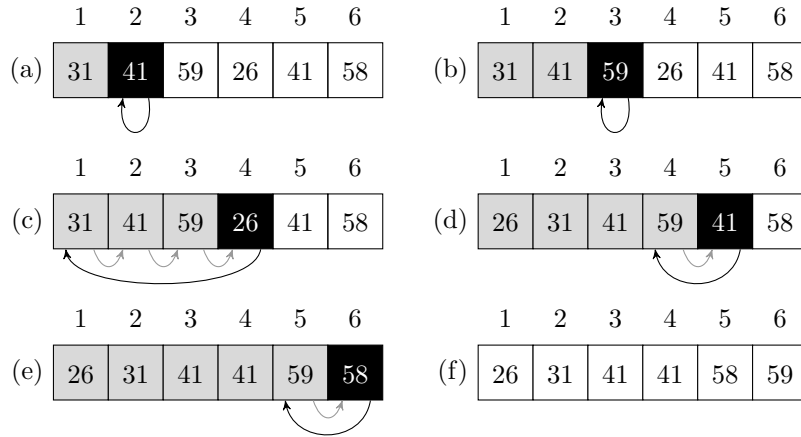 1 2 3 4 5 6
(a) 31 41 59 26 41 58
1 2 3 4 5 6
(b) 31 41 59 26 41 58
1 2 3 4 5 6
(c) 31 41 59 26 41 58
1 2 3 4 5 6
(d) 26 31 41 59 41 58
1 2 3 4 5 6
(e) 26 31 41 41 59 58
1 2 3 4 5 6
(f) 26 31 41 41 58 59